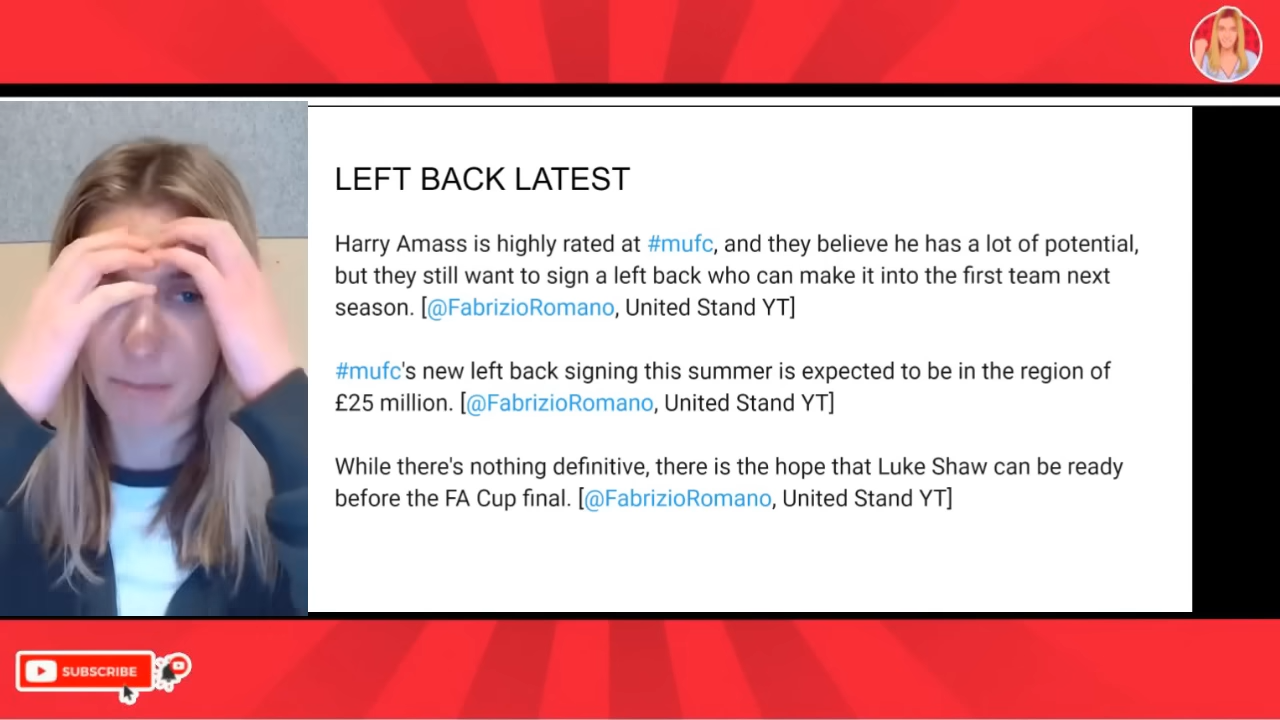 LEFT BACK LATEST
Harry Amass is highly rated at #mufc, and they believe he has a lot of potential,
but they still want to sign a left back who can make it into the first team next
season. [@FabrizioRomano, United Stand YT]
#mufc's new left back signing this summer is expected to be in the region of
£25 million. [@FabrizioRomano, United Stand YT]
While there's nothing definitive, there is the hope that Luke Shaw can be ready
before the FA Cup final. [@FabrizioRomano, United Stand YT]
SUBSCRIBE